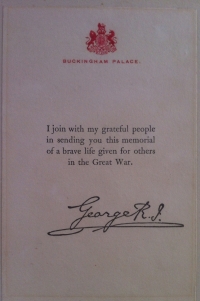 BUCKINGHAM PALACE.
I join with my grateful people
in sending you this memorial
of a brave life given for others
in the Great War.
George R.I.